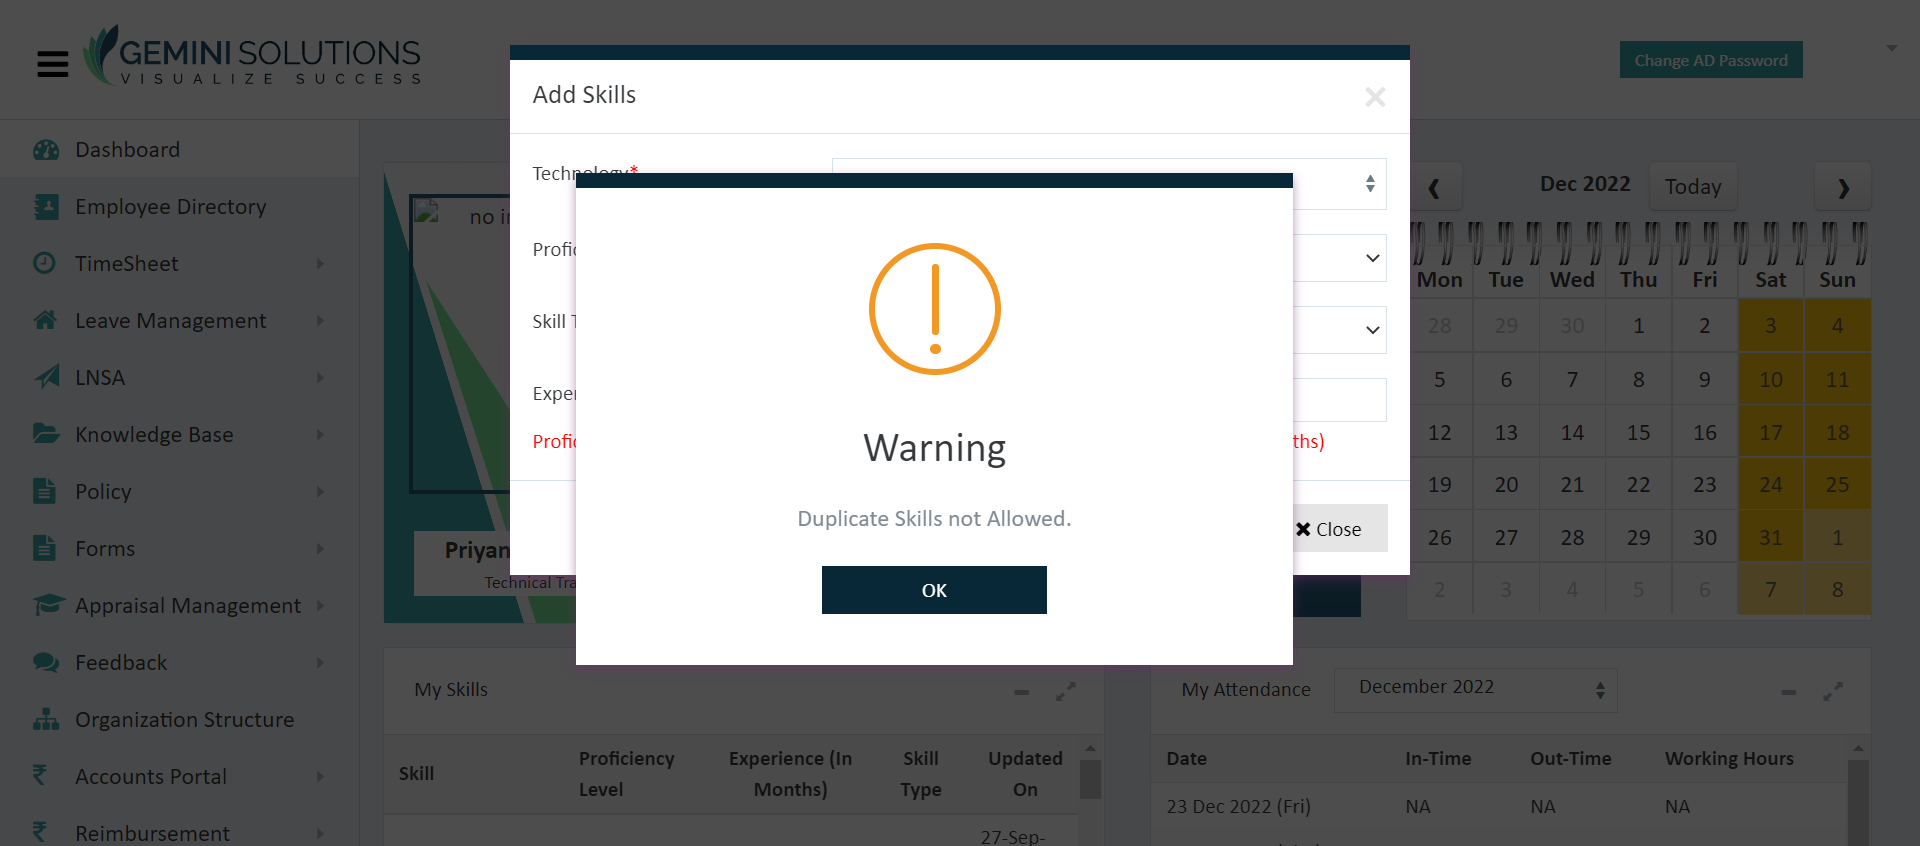 GEMINI SOLUTIONS
VISUALIZE SUCCESS
Change AD Password
Dashboard
Employee Directory
TimeSheet
Leave Management
LNSA
Knowledge Base
Policy
Forms
Appraisal Management
Feedback
Organization Structure
Accounts Portal
Reimbursement
no i
Priyan
Technical Tra
Add Skills
Technology*
Profic
Skill T
Exper
Profic
ths)
Close
Warning
Duplicate Skills not Allowed.
OK
Dec 2022
Today
Mon Tue Wed Thu Fri Sat Sun
28 29 30 1 2 3 4
5 6 7 8 9 10 11
12 13 14 15 16 17 18
19 20 21 22 23 24 25
26 27 28 29 30 31 1
2 3 4 5 6 7 8
My Skills
Skill Proficiency Level Experience (In Months) Skill Type Updated On
27-Sep-
My Attendance December 2022
Date In-Time Out-Time Working Hours
23 Dec 2022 (Fri) NA NA NA